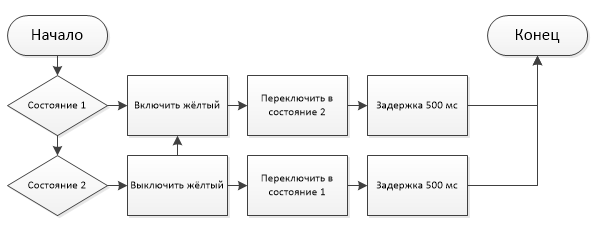 Начало
Конец
Состояние 1
Включить жёлтый
Переключить в
состояние 2
Задержка 500 мс
Состояние 2
Выключить жёлтый
Переключить в
состояние 1
Задержка 500 мс